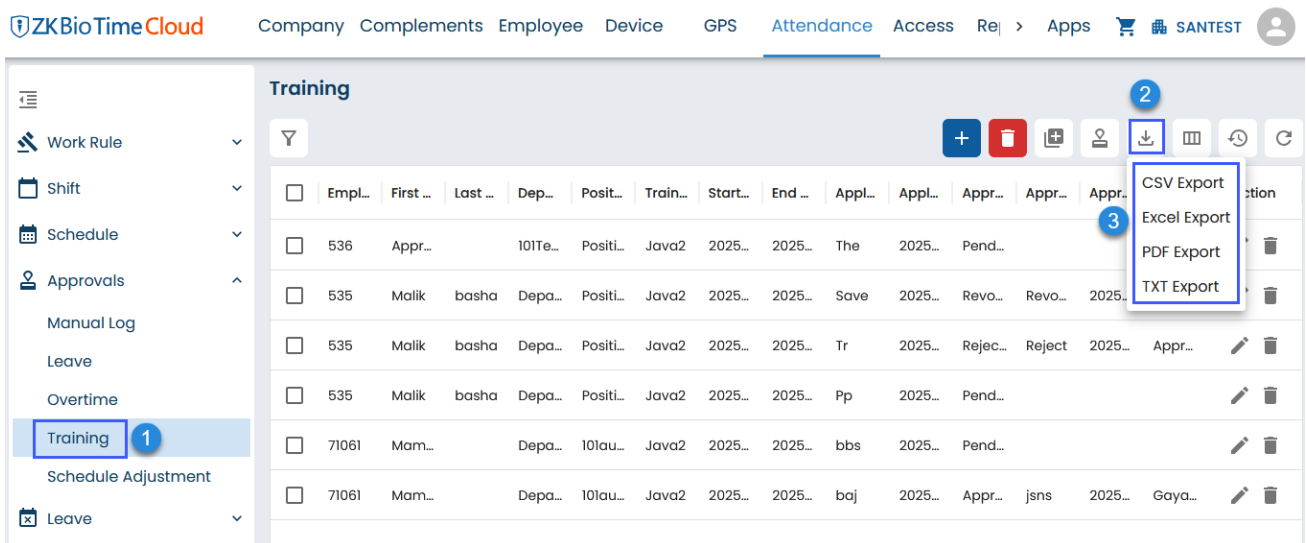 ZKBioTime Cloud Company Complements Employee Device GPS Attendance Access Re > Apps SANTEST
Training
2
Work Rule
Shift
Schedule
Approvals
Manual Log
Leave
Overtime
Training 1
Schedule Adjustment
Leave
Empl... First ... Last ... Dep... Posit... Train... Start... End ... Appl... Appl... Appr... Appr... Appr... ction
536 Appr... 101Te... Positi... Java2 2025... 2025... The 2025... Pend...
535 Malik basha Depa... Positi... Java2 2025... 2025... Save 2025... Revo... Revo... 2025...
535 Malik basha Depa... Positi... Java2 2025... 2025... Tr 2025... Rejec... Reject 2025... Appr...
535 Malik basha Depa... Positi... Java2 2025... 2025... Pp 2025... Pend...
71061 Mam... Depa... 101au... Java2 2025... 2025... bbs 2025... Pend...
71061 Mam... Depa... 101au... Java2 2025... 2025... baj 2025... Appr... jsns 2025... Gaya...
3
CSV Export
Excel Export
PDF Export
TXT Export